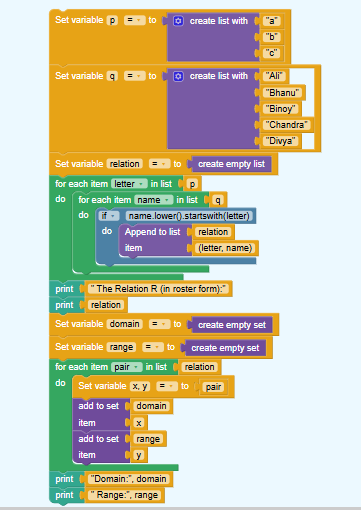 Set variable p = to create list with "a"
"b"
"c"
Set variable q = to create list with "Ali"
"Bhanu"
"Binoy"
"Chandra"
"Divya"
Set variable relation = to create empty list
for each item letter in list p
do for each item name in list q
do if name.lower().startswith(letter)
do Append to list relation
item (letter, name)
print " The Relation R (in roster form):"
print relation
Set variable domain = to create empty set
Set variable range = to create empty set
for each item pair in list relation
do Set variable x, y = to pair
add to set domain
item x
add to set range
item y
print "Domain:", domain
print " Range:", range